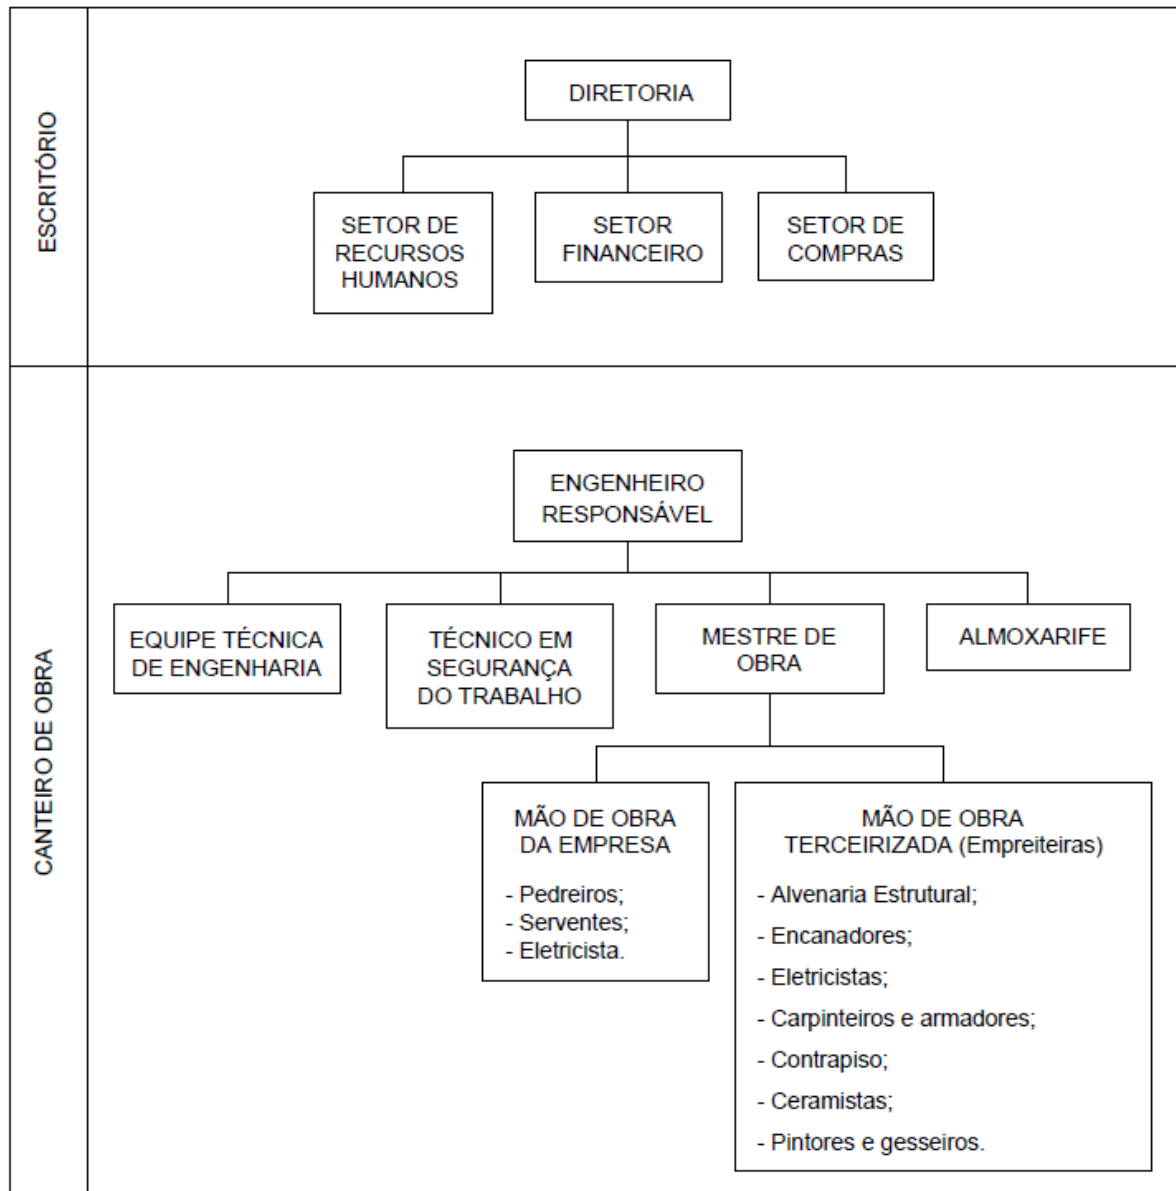 ESCRITÓRIO
DIRETORIA
SETOR DE
RECURSOS
HUMANOS
SETOR
FINANCEIRO
SETOR DE
COMPRAS
CANTEIRO DE OBRA
ENGENHEIRO
RESPONSÁVEL
EQUIPE TÉCNICA
DE ENGENHARIA
TÉCNICO EM
SEGURANÇA
DO TRABALHO
MESTRE DE
OBRA
ALMOXARIFE
MÃO DE OBRA
DA EMPRESA
- Pedreiros;
- Serventes;
- Eletricista.
MÃO DE OBRA
TERCEIRIZADA (Empreiteiras)
- Alvenaria Estrutural;
- Encanadores;
- Eletricistas;
- Carpinteiros e armadores;
- Contrapiso;
- Ceramistas;
- Pintores e gesseiros.